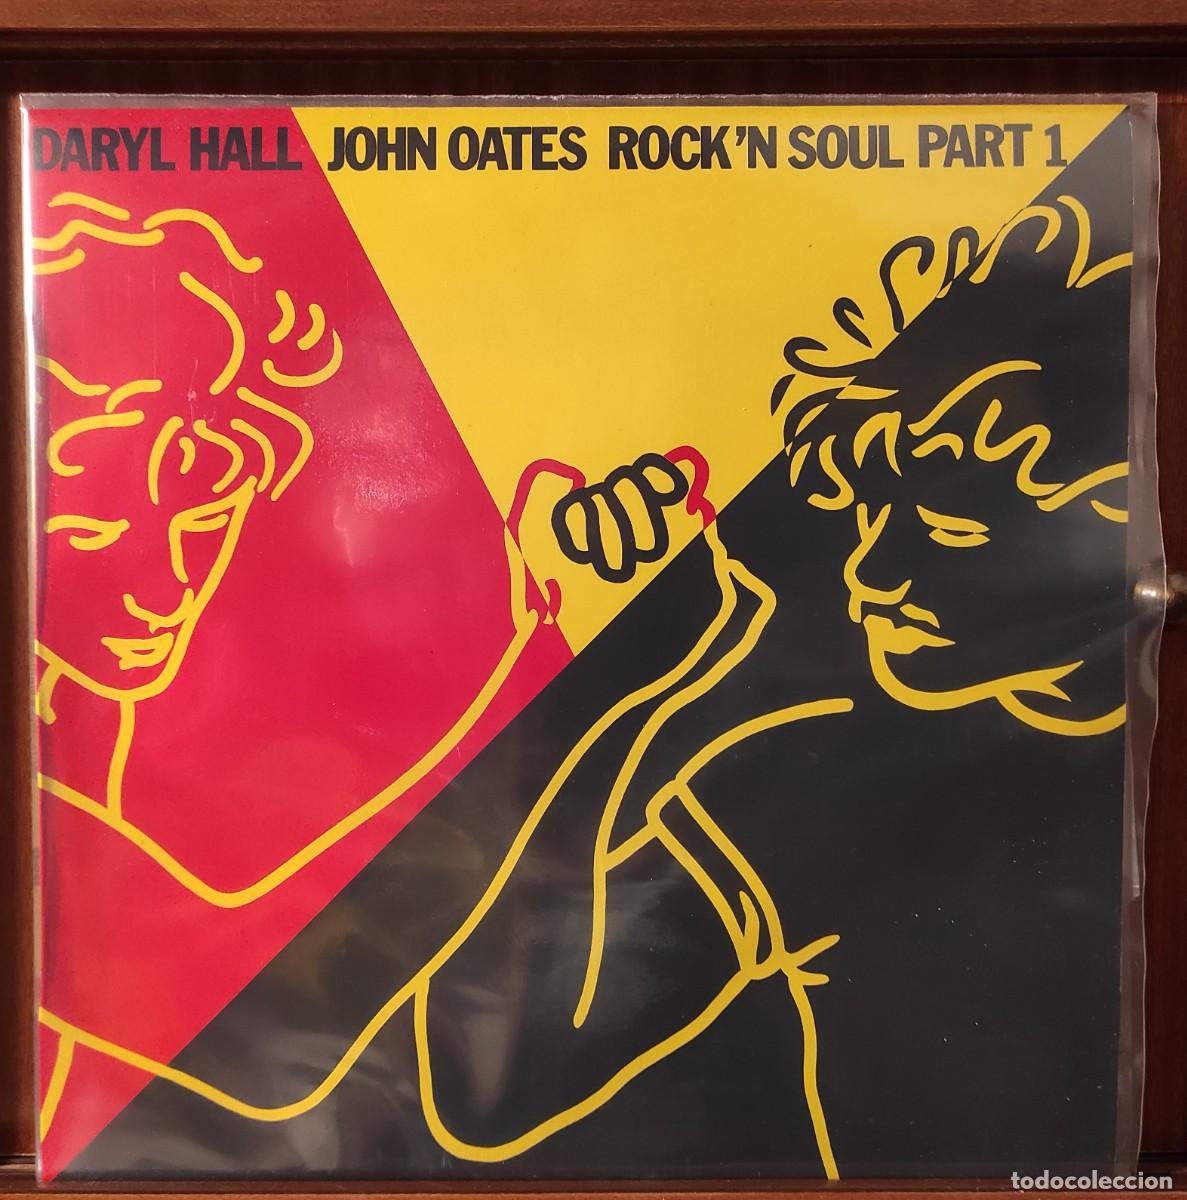 DARYL HALL JOHN OATES ROCK'N SOUL PART 1
todocoleccion